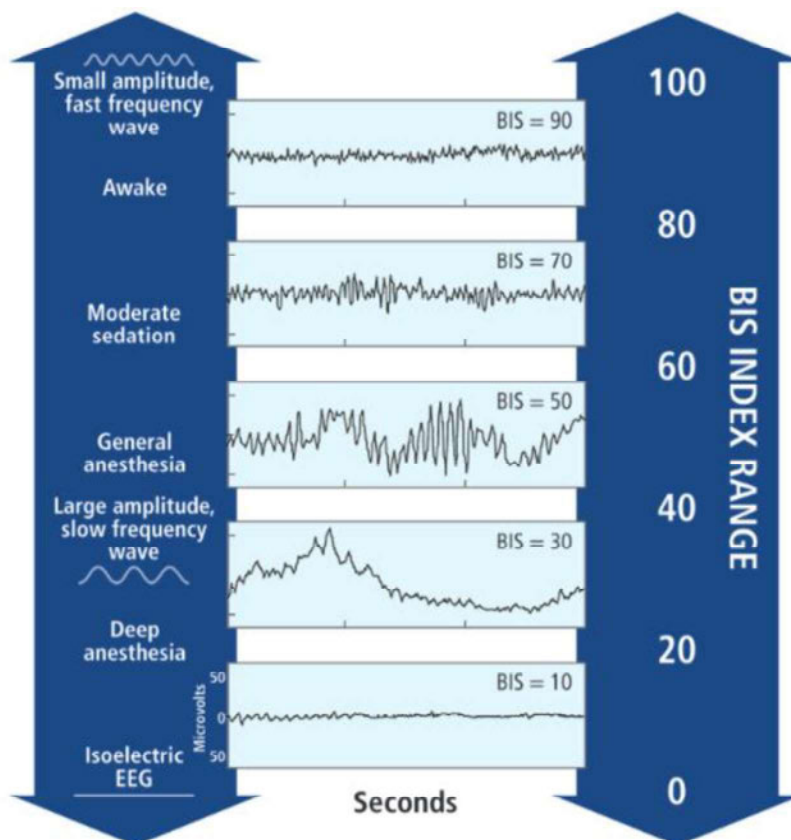 Small amplitude,
fast frequency
wave
Awake
Moderate
sedation
General
anesthesia
Large amplitude,
slow frequency
wave
Deep
anesthesia
Isoelectric
EEG
BIS = 90
BIS = 70
BIS = 50
BIS = 30
BIS = 10
Microvolts
50
0
50
Seconds
100
80
60
40
20
0
BIS INDEX RANGE